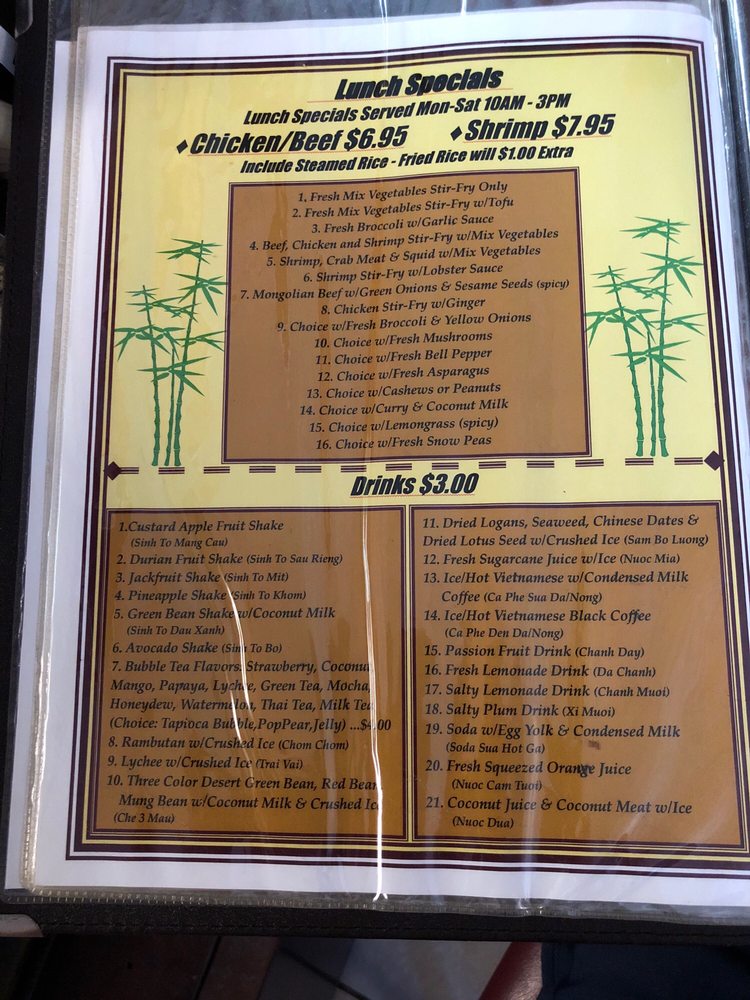 Lunch Specials
Lunch Specials Served Mon-Sat 10AM - 3PM
♦Chicken/Beef $6.95 ♦Shrimp $7.95
Include Steamed Rice - Fried Rice will $1.00 Extra
1. Fresh Mix Vegetables Stir-Fry Only
2. Fresh Mix Vegetables Stir-Fry w/Tofu
3. Fresh Broccoli w/Garlic Sauce
4. Beef, Chicken and Shrimp Stir-Fry w/Mix Vegetables
5. Shrimp, Crab Meat & Squid w/Mix Vegetables
6. Shrimp Stir-Fry w/Lobster Sauce
7. Mongolian Beef w/Green Onions & Sesame Seeds (spicy)
8. Chicken Stir-Fry w/Ginger
9. Choice w/Fresh Broccoli & Yellow Onions
10. Choice w/Fresh Mushrooms
11. Choice w/Fresh Bell Pepper
12. Choice w/Fresh Asparagus
13. Choice w/Cashews or Peanuts
14. Choice w/Curry & Coconut Milk
15. Choice w/Lemongrass (spicy)
16. Choice w/Fresh Snow Peas
Drinks $3.00
1.Custard Apple Fruit Shake
(Sinh To Mang Cau)
2. Durian Fruit Shake (Sinh To Sau Rieng)
3. Jackfruit Shake (Sinh To Mit)
4. Pineapple Shake (Sinh To Khom)
5. Green Bean Shake w/Coconut Milk
(Sinh To Dau Xanh)
6. Avocado Shake (Sinh To Bo)
7. Bubble Tea Flavors: Strawberry, Coconut,
Mango, Papaya, Lychee, Green Tea, Mocha,
Honeydew, Watermelon, Thai Tea, Milk Tea
(Choice: Tapioca Bubble,PopPear,Jelly) ...$4.00
8. Rambutan w/Crushed Ice (Chom Chom)
9. Lychee w/Crushed Ice (Trai Vai)
10. Three Color Desert Green Bean, Red Bean,
Mung Bean w/Coconut Milk & Crushed Ice
(Che 3 Mau)
11. Dried Logans, Seaweed, Chinese Dates &
Dried Lotus Seed w/Crushed Ice (Sam Bo Luong)
12. Fresh Sugarcane Juice w/Ice (Nuoc Mia)
13. Ice/Hot Vietnamese w/Condensed Milk
Coffee (Ca Phe Sua Da/Nong)
14. Ice/Hot Vietnamese Black Coffee
(Ca Phe Den Da/Nong)
15. Passion Fruit Drink (Chanh Day)
16. Fresh Lemonade Drink (Da Chanh)
17. Salty Lemonade Drink (Chanh Muoi)
18. Salty Plum Drink (Xi Muoi)
19. Soda w/Egg Yolk & Condensed Milk
(Soda Sua Hot Ga)
20. Fresh Squeezed Orange Juice
(Nuoc Cam Tuoi)
21. Coconut Juice & Coconut Meat w/Ice
(Nuoc Dua)